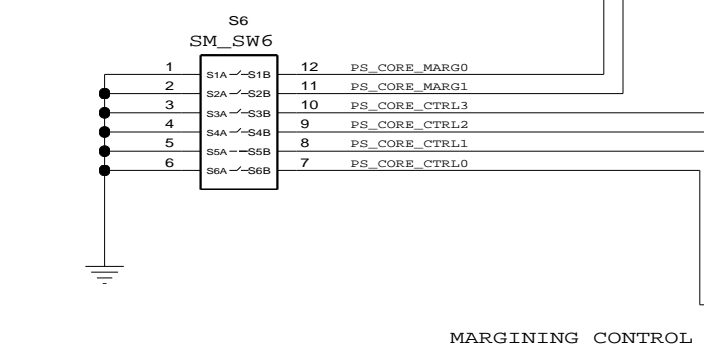 S6
SM_SW6
1 S1A S1B 12 PS_CORE_MARG0
2 S2A S2B 11 PS_CORE_MARG1
3 S3A S3B 10 PS_CORE_CTRL3
4 S4A S4B 9 PS_CORE_CTRL2
5 S5A S5B 8 PS_CORE_CTRL1
6 S6A S6B 7 PS_CORE_CTRL0
MARGINING CONTROL